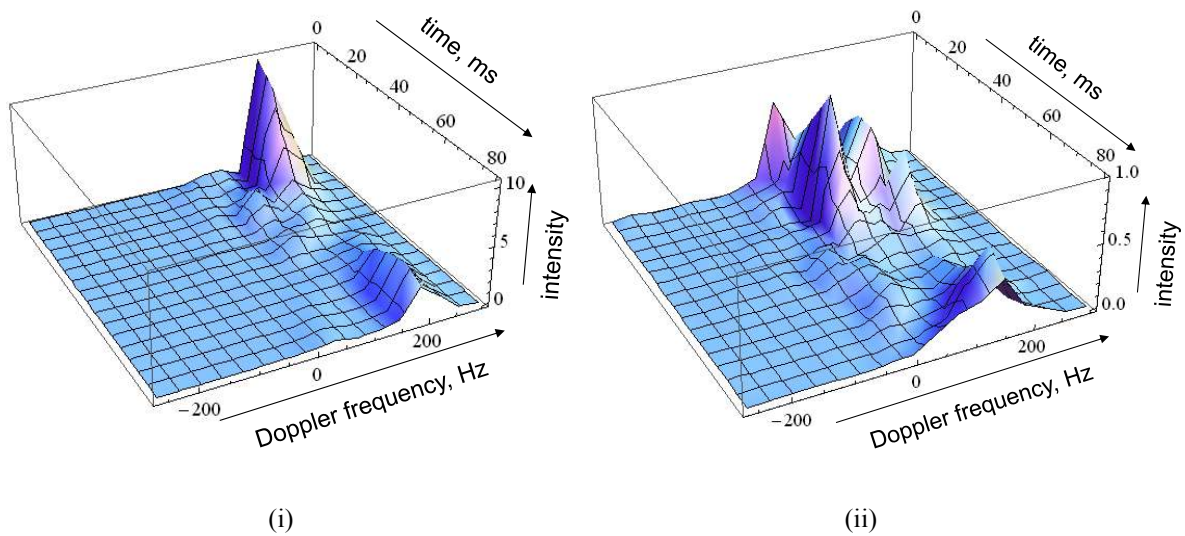 0
20
time, ms
40
60
80
10
5
0
intensity
200
0
−200
Doppler frequency, Hz
(i)
0
20
time, ms
40
60
80
1.0
0.5
0.0
intensity
200
0
−200
Doppler frequency, Hz
(ii)